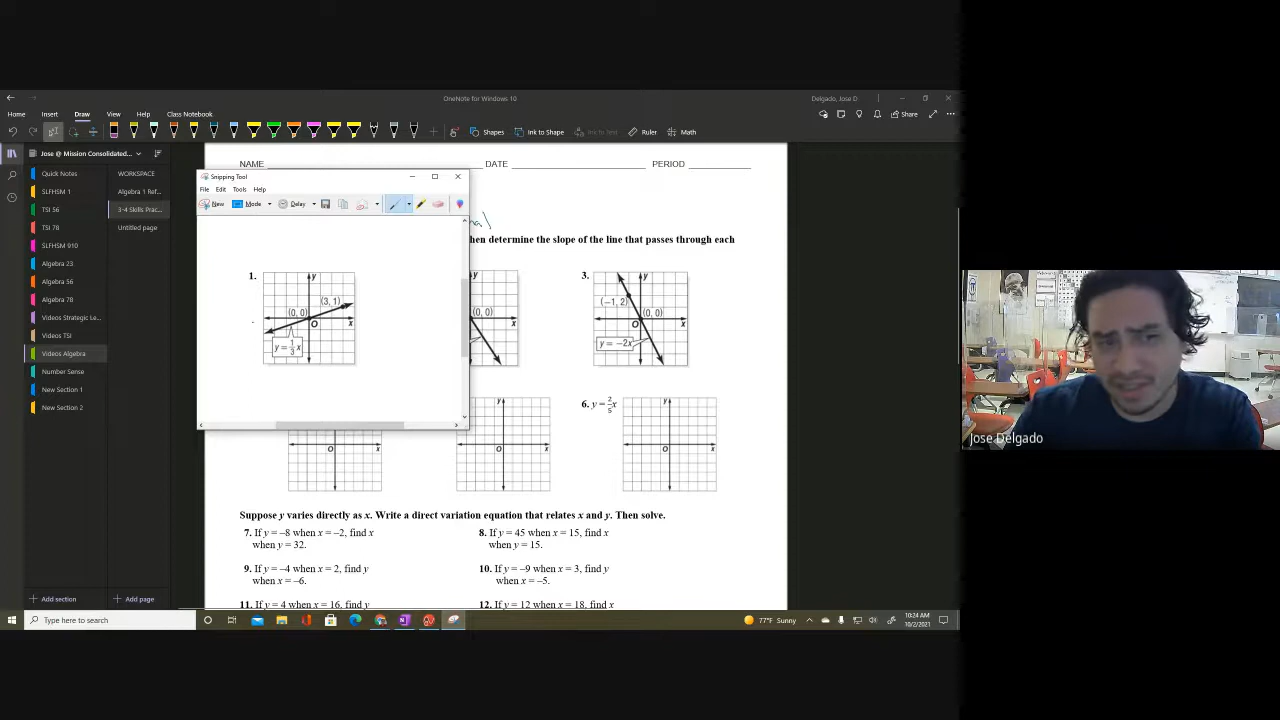 OneNote for Windows 10
Delgado, Jose D
Home Insert Draw View Help Class Notebook
Share
Shapes Ink to Shape Ink to Text Ruler Math
Jose @ Mission Consolidated...
Quick Notes
SLFHSM 1
TSI 56
TSI 78
SLFHSM 910
Algebra 23
Algebra 56
Algebra 78
Videos Strategic Le...
Videos TSI
Videos Algebra
Number Sense
New Section 1
New Section 2
WORKSPACE
Algebra 1 Ref...
3-4 Skills Prac...
Untitled page
Add section
Add page
NAME DATE PERIOD
Snipping Tool
File Edit Tools Help
New Mode Delay
1.
y
(3, 1)
(0, 0)
O x
y = 1/3 x
hen determine the slope of the line that passes through each
y
(0, 0)
x
3.
y
(−1, 2)
(0, 0)
O x
y = −2x
O x
y
O x
6. y = 2/5 x
y
O x
Suppose y varies directly as x. Write a direct variation equation that relates x and y. Then solve.
7. If y = –8 when x = –2, find x
when y = 32.
8. If y = 45 when x = 15, find x
when y = 15.
9. If y = –4 when x = 2, find y
when x = –6.
10. If y = –9 when x = 3, find y
when x = –5.
11. If y = 4 when x = 16, find y
12. If y = 12 when x = 18, find x
Type here to search
77°F Sunny
10:24 AM
10/2/2021
Jose Delgado